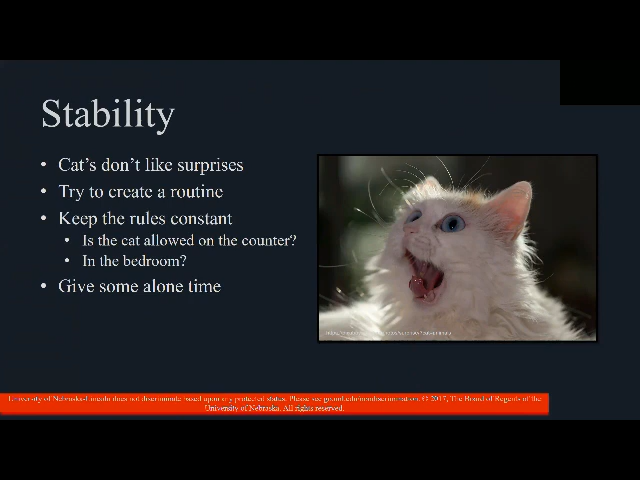 Stability
• Cat's don't like surprises
• Try to create a routine
• Keep the rules constant
• Is the cat allowed on the counter?
• In the bedroom?
• Give some alone time
University of Nebraska-Lincoln does not discriminate based upon any protected status. Please see go.unl.edu/nondiscrimination. © 2017, The Board of Regents of the
University of Nebraska. All rights reserved.